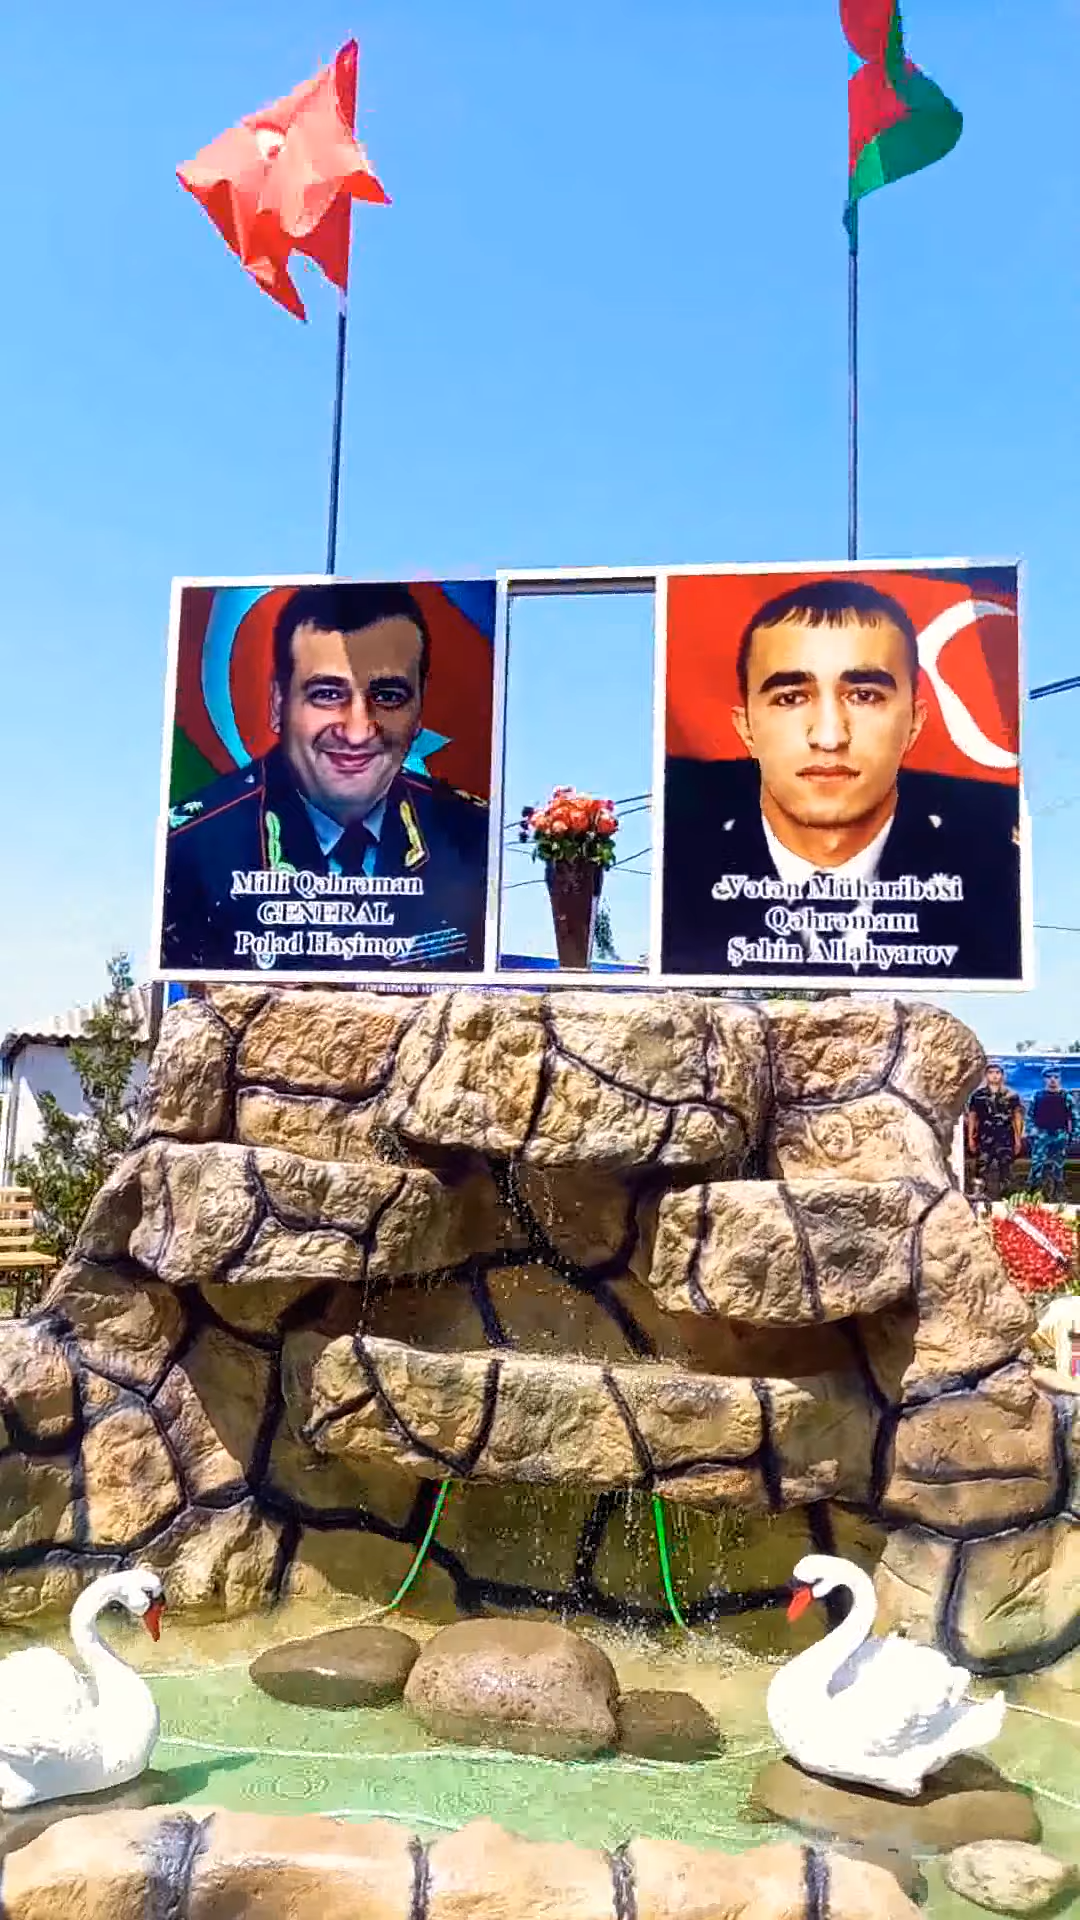 Milli Qəhrəman
GENERAL
Polad Həşimov
Vətən Müharibəsi
Qəhrəmanı
Şahin Allahyarov